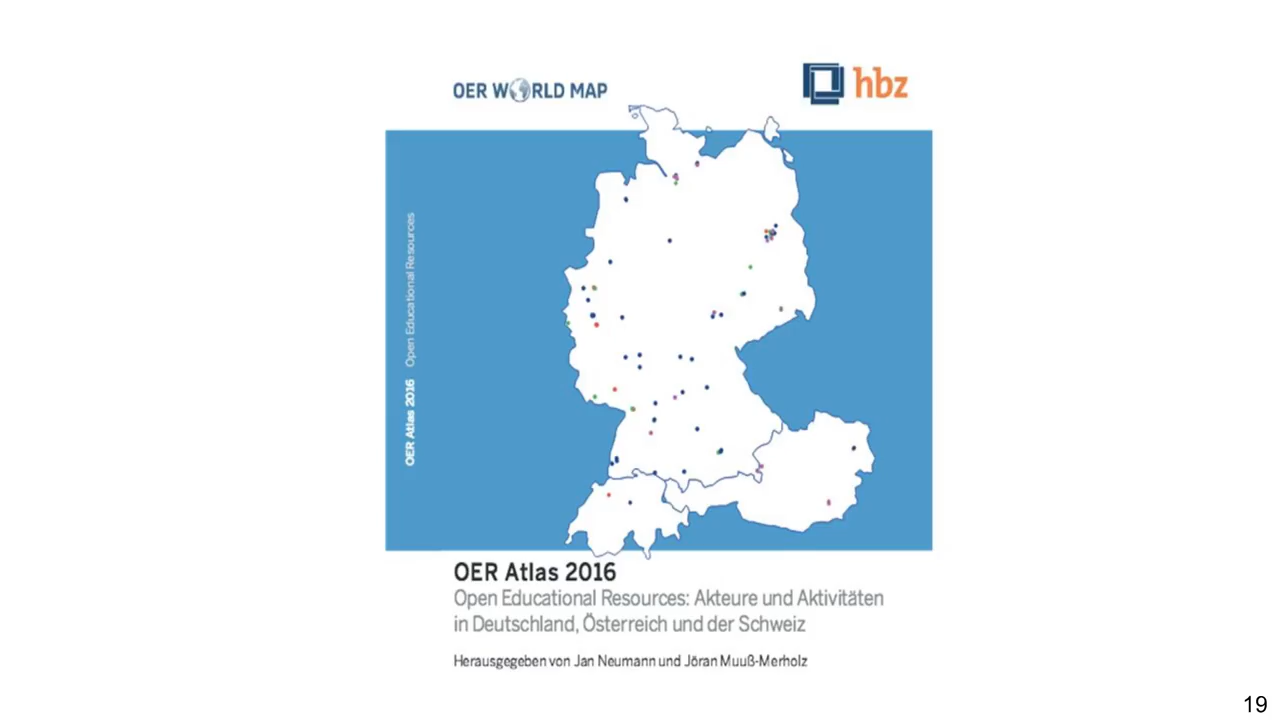 OER WORLD MAP
hbz
OER Atlas 2016 Open Educational Resources
OER Atlas 2016
Open Educational Resources: Akteure und Aktivitäten
in Deutschland, Österreich und der Schweiz
Herausgegeben von Jan Neumann und Jöran Muuß-Merholz
19